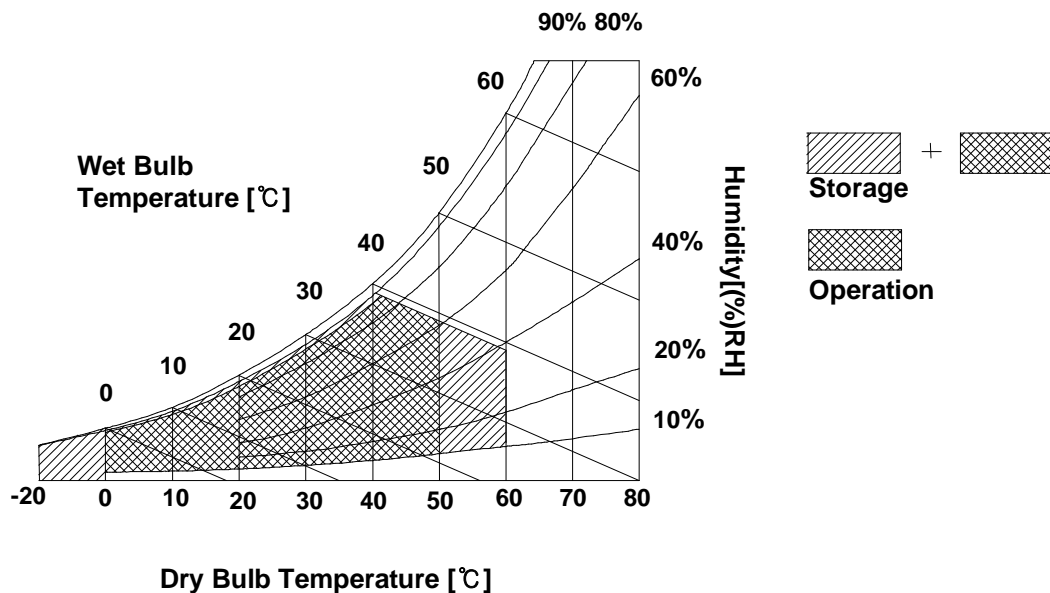 90% 80%
60
60%
50
Wet Bulb
Temperature [℃]
40
40%
30
20
20%
10
0
10%
Humidity[(%)RH]
-20 0 10 20 30 40 50 60 70 80
Dry Bulb Temperature [℃]
+
Storage
Operation